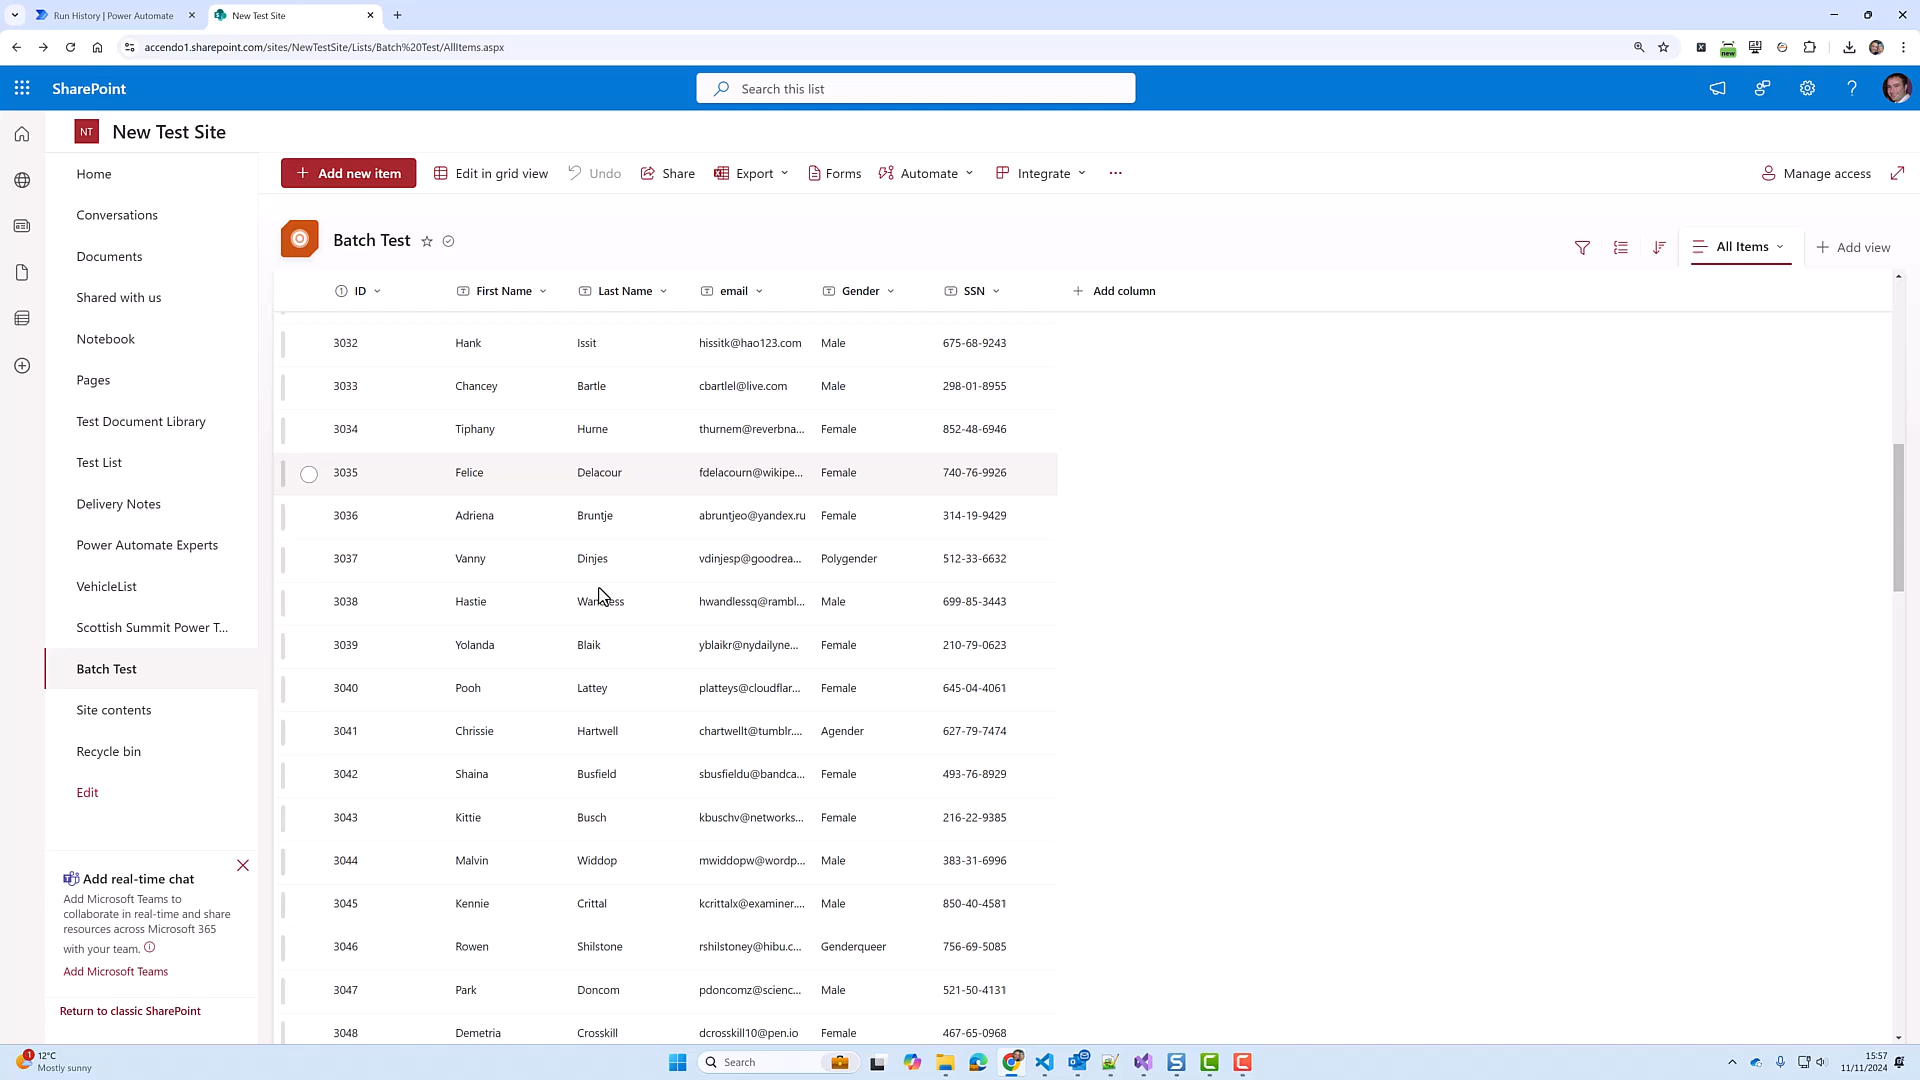 Run History | Power Automate
New Test Site
accendo1.sharepoint.com/sites/NewTestSite/Lists/Batch%20Test/AllItems.aspx
new
SharePoint
Search this list
NT
New Test Site
Home
Conversations
Documents
Shared with us
Notebook
Pages
Test Document Library
Test List
Delivery Notes
Power Automate Experts
VehicleList
Scottish Summit Power T...
Batch Test
Site contents
Recycle bin
Edit
Add real-time chat
Add Microsoft Teams to
collaborate in real-time and share
resources across Microsoft 365
with your team.
Add Microsoft Teams
Return to classic SharePoint
Add new item Edit in grid view Undo Share Export Forms Automate Integrate ... Manage access
Batch Test
All Items Add view
ID First Name Last Name email Gender SSN Add column
3032 Hank Issit hissitk@hao123.com Male 675-68-9243
3033 Chancey Bartle cbartlel@live.com Male 298-01-8955
3034 Tiphany Hurne thurnem@reverbna... Female 852-48-6946
3035 Felice Delacour fdelacourn@wikipe... Female 740-76-9926
3036 Adriena Bruntje abruntjeo@yandex.ru Female 314-19-9429
3037 Vanny Dinjes vdinjesp@goodrea... Polygender 512-33-6632
3038 Hastie hwandlessq@rambl... Male 699-85-3443
3039 Yolanda Blaik yblaikr@nydailyne... Female 210-79-0623
3040 Pooh Lattey platteys@cloudflar... Female 645-04-4061
3041 Chrissie Hartwell chartwellt@tumblr.... Agender 627-79-7474
3042 Shaina Busfield sbusfieldu@bandca... Female 493-76-8929
3043 Kittie Busch kbuschv@networks... Female 216-22-9385
3044 Malvin Widdop mwiddopw@wordp... Male 383-31-6996
3045 Kennie Crittal kcrittalx@examiner.... Male 850-40-4581
3046 Rowen Shilstone rshilstoney@hibu.c... Genderqueer 756-69-5085
3047 Park Doncom pdoncomz@scienc... Male 521-50-4131
3048 Demetria Crosskill dcrosskill10@pen.io Female 467-65-0968
1
12°C
Mostly sunny
Search
15:57
11/11/2024